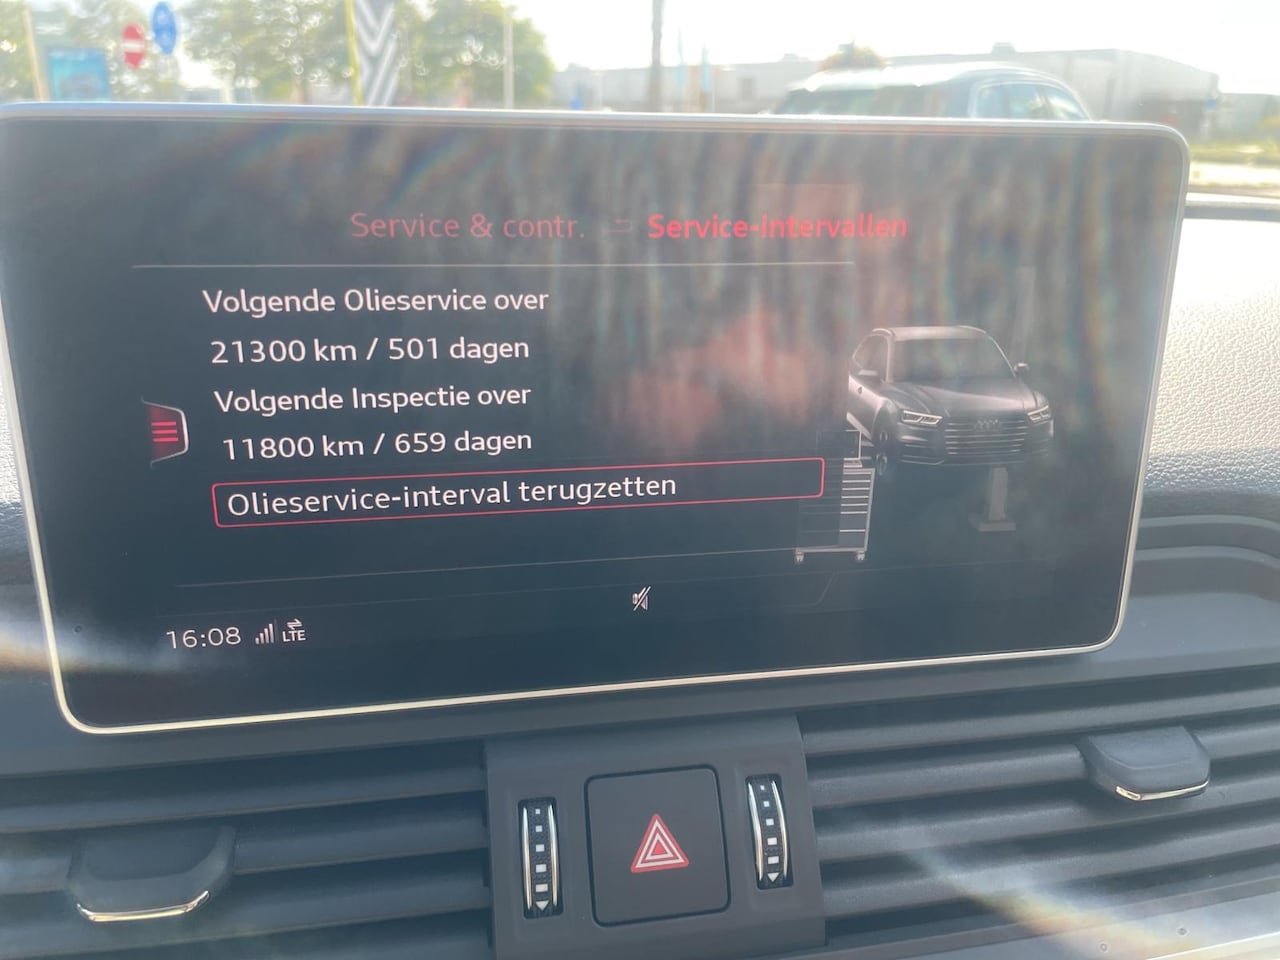 Service & contr. Service-intervallen
Volgende Olieservice over
21300 km / 501 dagen
Volgende Inspectie over
11800 km / 659 dagen
Olieservice-interval terugzetten
16:08 LTE